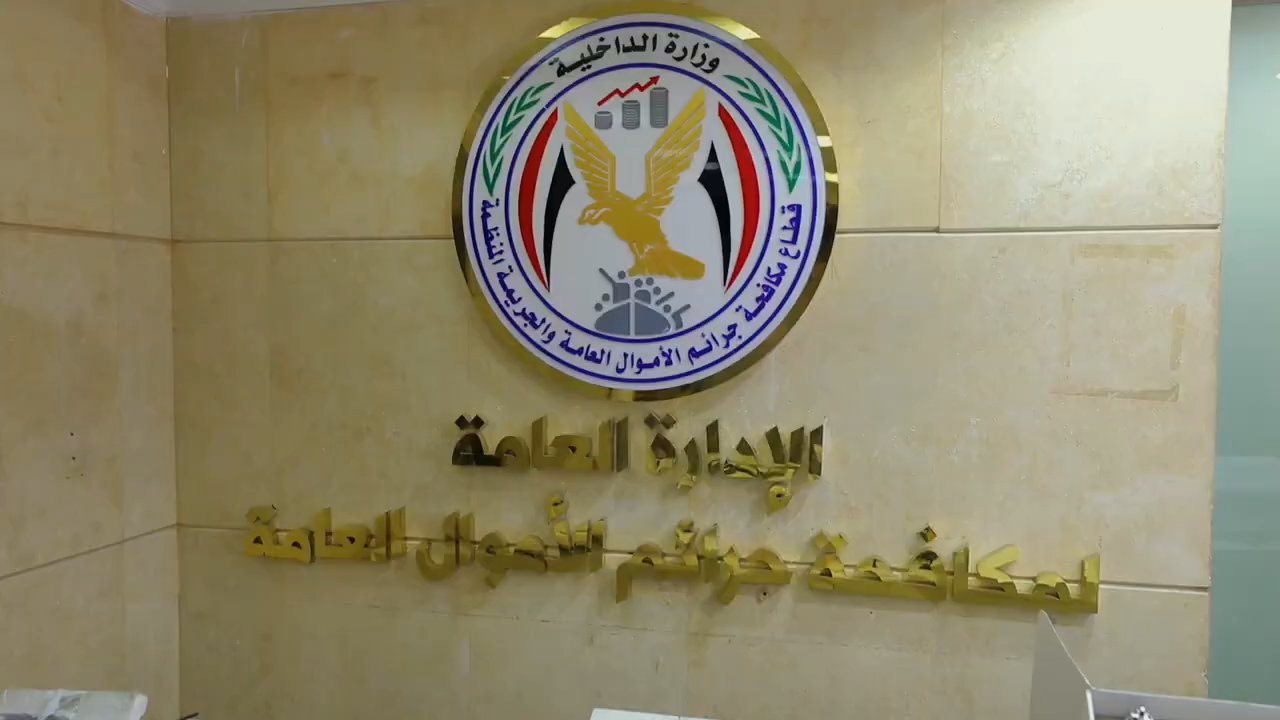 وزارة الداخلية
قطاع مكافحة جرائم الأموال العامة والجريمة المنظمة
الإدارة العامة
لمكافحة جرائم الأموال العامة